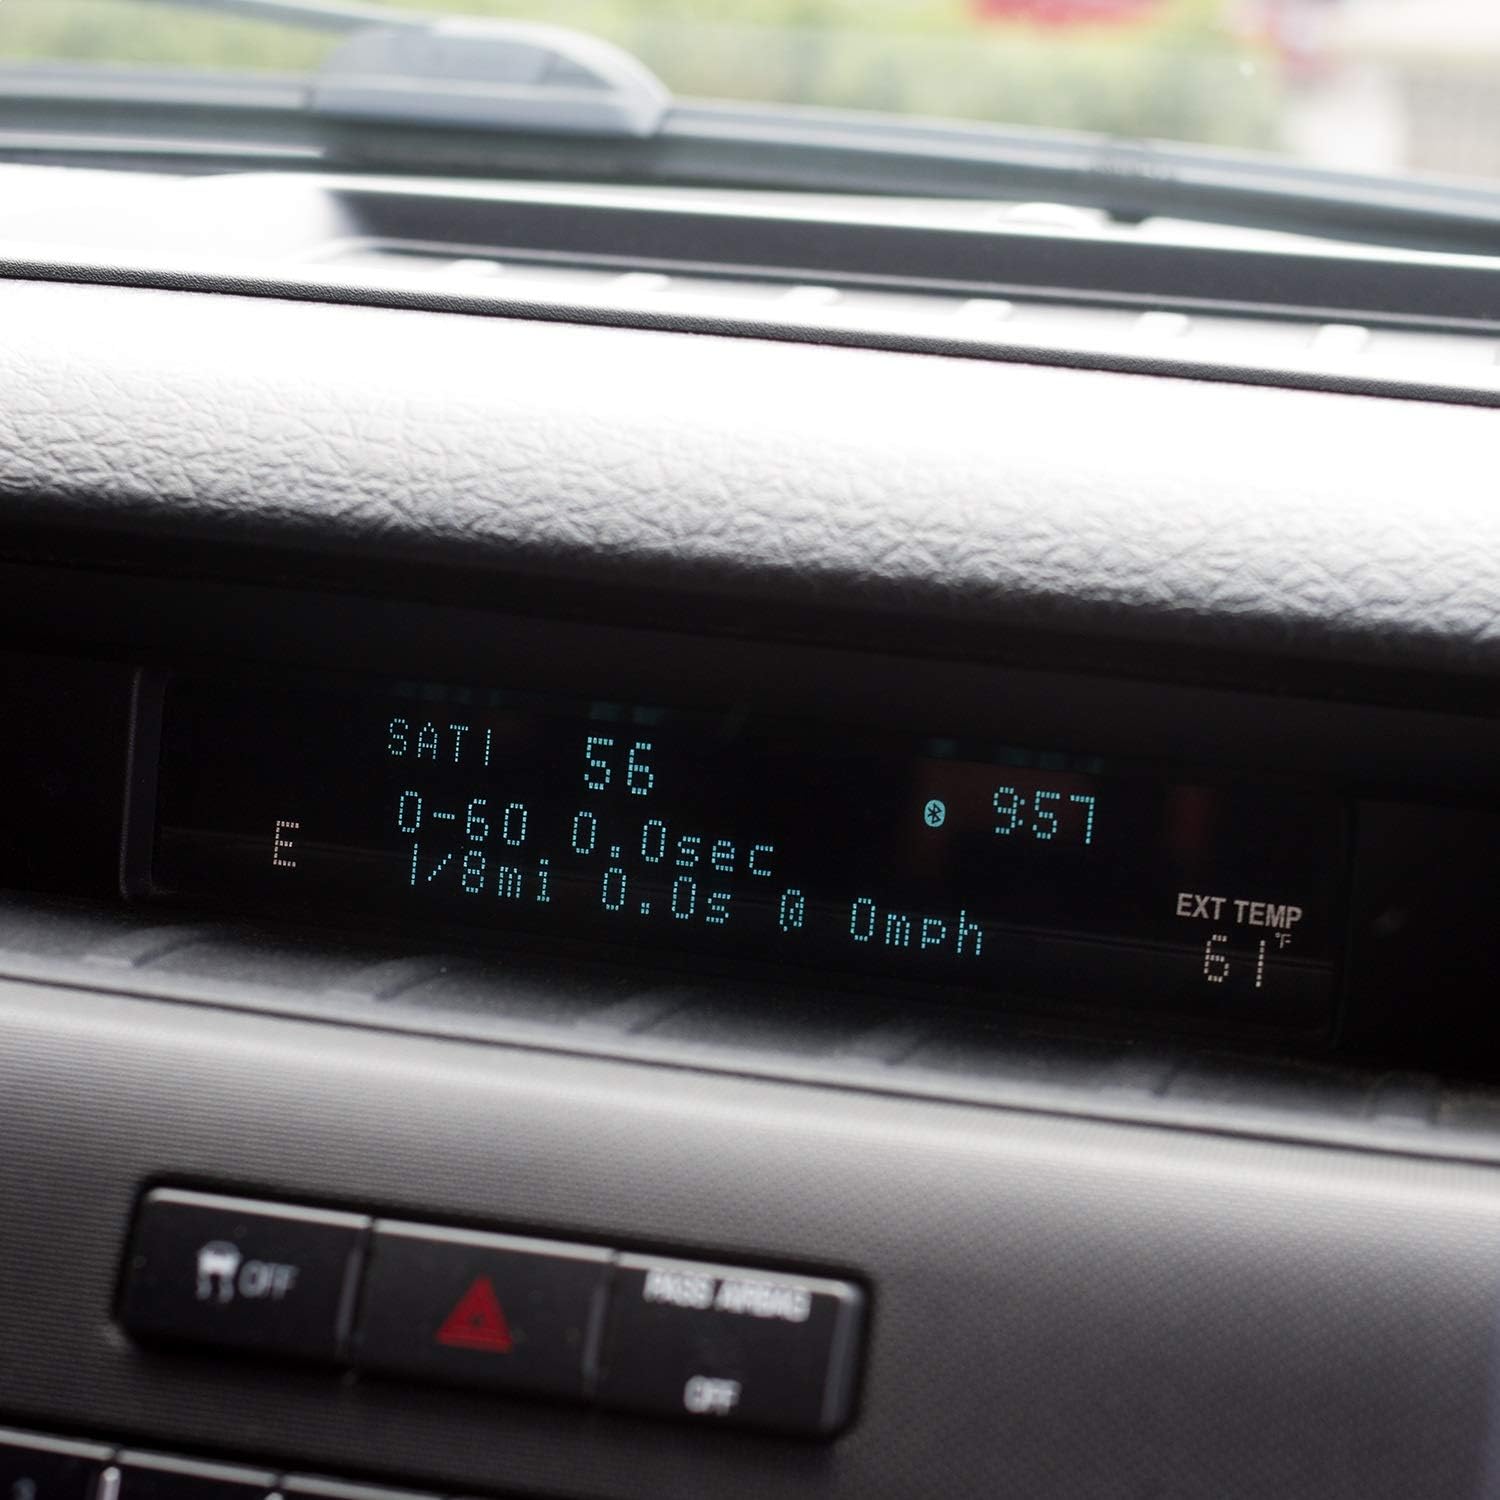 SAT1 56 9:57
0-60 0.0sec
1/8mi 0.0s @ 0mph
E
EXT TEMP
61°F
OFF
PASS AIRBAG
OFF